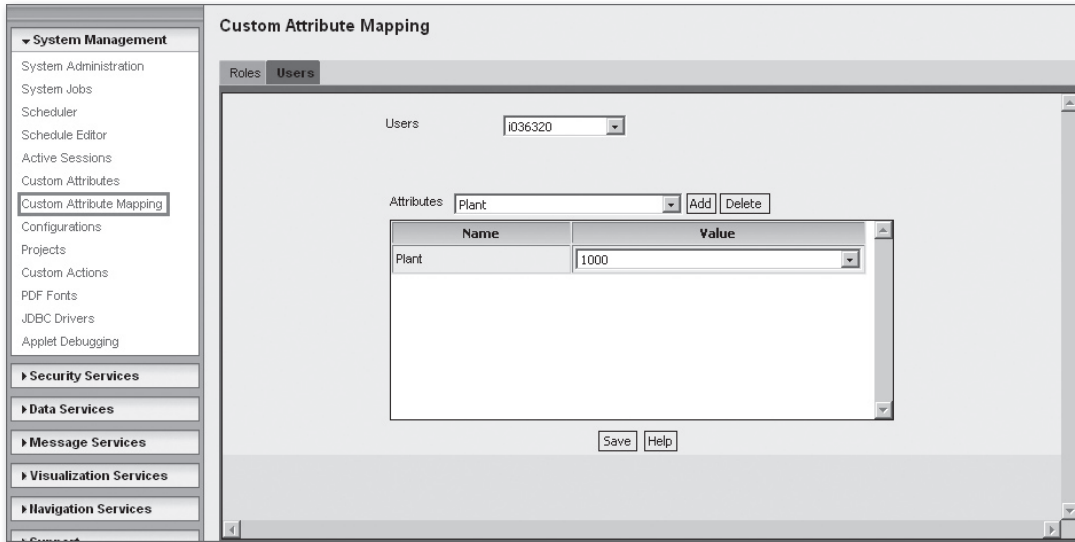 System Management
System Administration
System Jobs
Scheduler
Schedule Editor
Active Sessions
Custom Attributes
Custom Attribute Mapping
Configurations
Projects
Custom Actions
PDF Fonts
JDBC Drivers
Applet Debugging
Security Services
Data Services
Message Services
Visualization Services
Navigation Services
Support
Custom Attribute Mapping
Roles Users
Users i036320
Attributes Plant Add Delete
Name Value
Plant 1000
Save Help